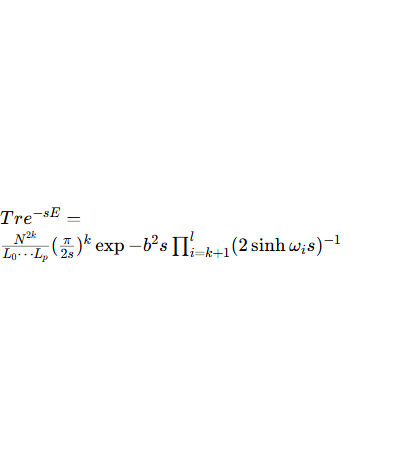 $Tre^{-sE} =$
$\frac{N^{2k}}{L_0 \cdots L_p} (\frac{\pi}{2s})^k \exp -b^2 s \prod_{i=k+1}^{l} (2 \sinh \omega_i s)^{-1}$